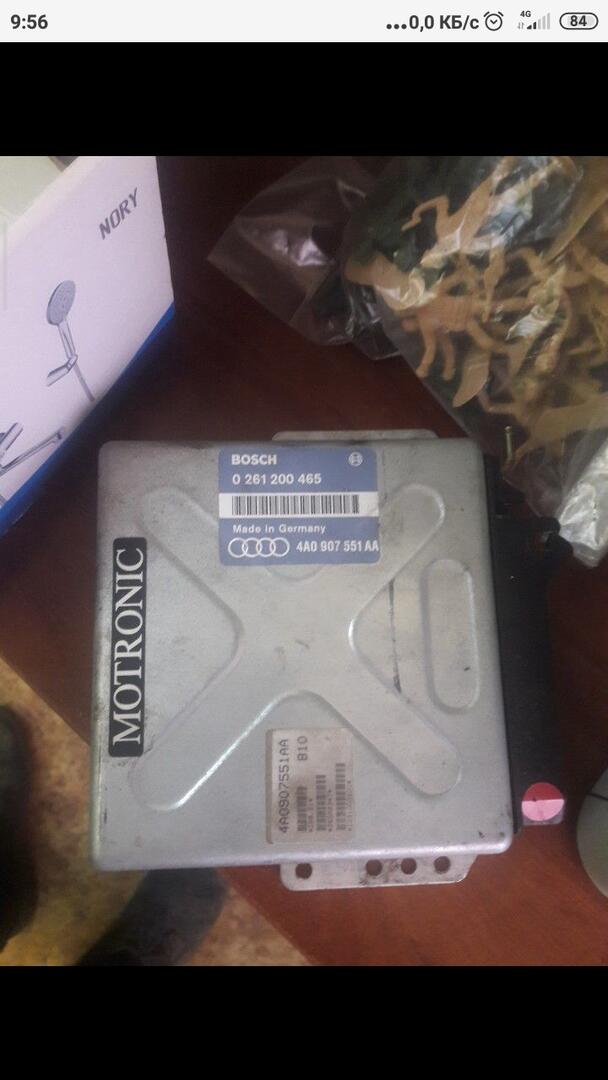 9:56
...0,0 КБ/с
4G
84
NORY
BOSCH
0 261 200 465
Made in Germany
4A0 907 551 AA
MOTRONIC
4A0907551AA
B10